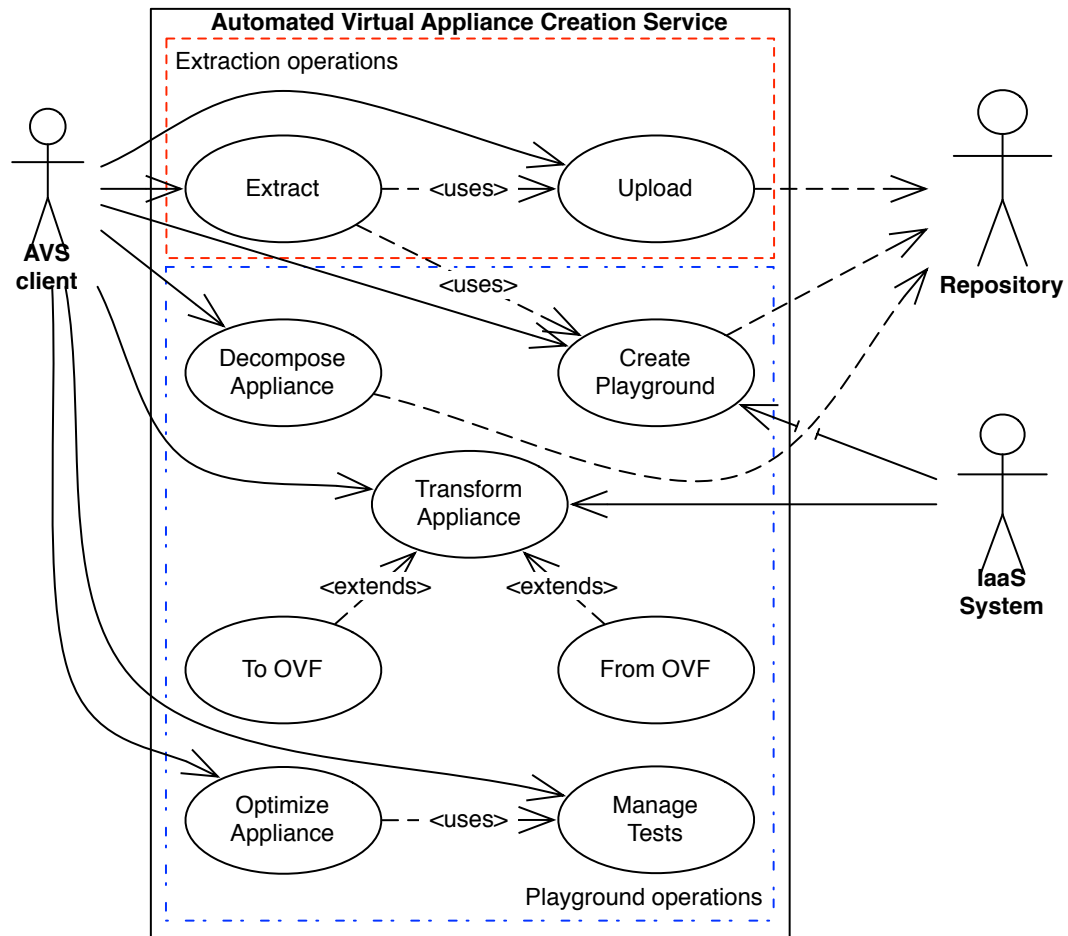 Automated Virtual Appliance Creation Service
Extraction operations
Extract
<uses>
Upload
AVS
client
Repository
<uses>
Decompose
Appliance
Create
Playground
Transform
Appliance
<extends>
<extends>
IaaS
System
To OVF
From OVF
Optimize
Appliance
<uses>
Manage
Tests
Playground operations